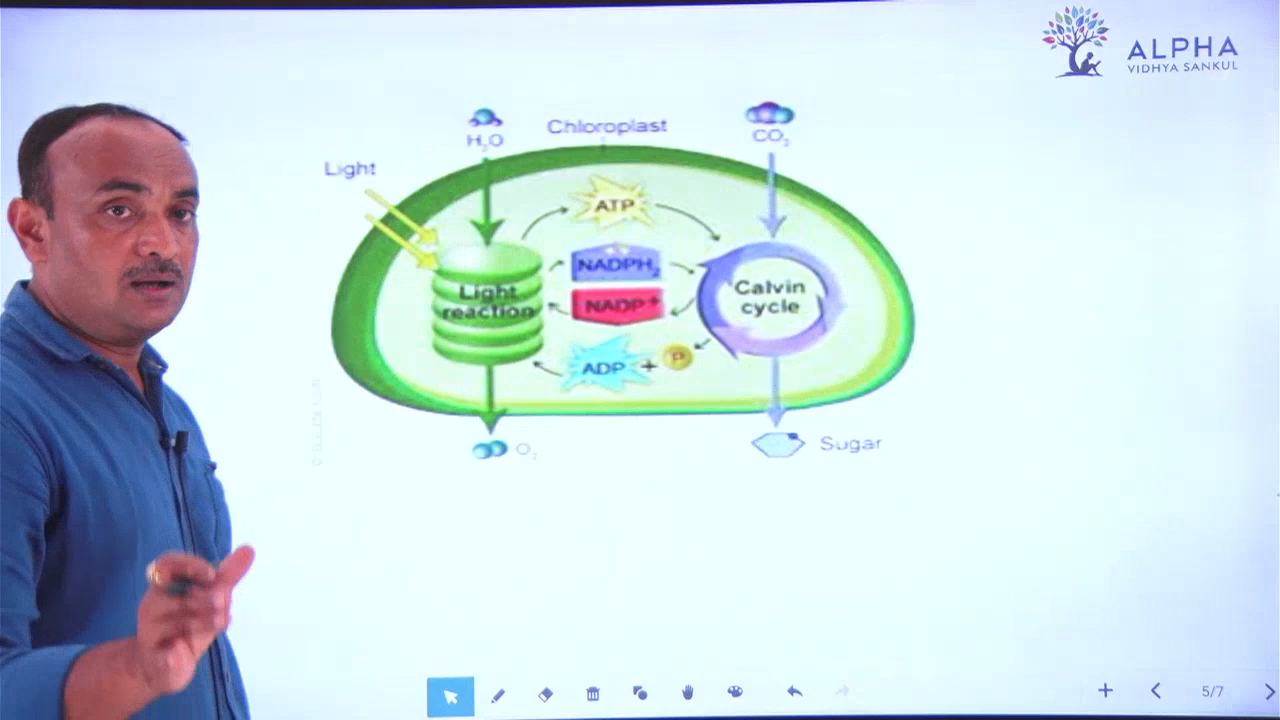 ALPHA
VIDHYA SANKUL
Chloroplast
H₂O
CO₂
Light
ATP
NADPH₂
Light
reaction
NADP⁺
Calvin
cycle
ADP + P
O₂
Sugar
5/7